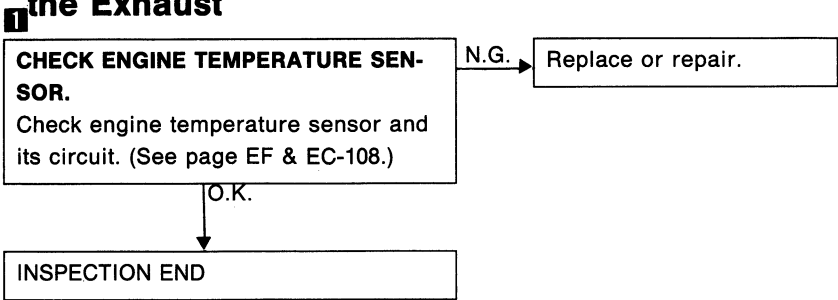 the Exhaust
1
CHECK ENGINE TEMPERATURE SEN-
SOR.
Check engine temperature sensor and
its circuit. (See page EF & EC-108.)
N.G.
Replace or repair.
O.K.
INSPECTION END